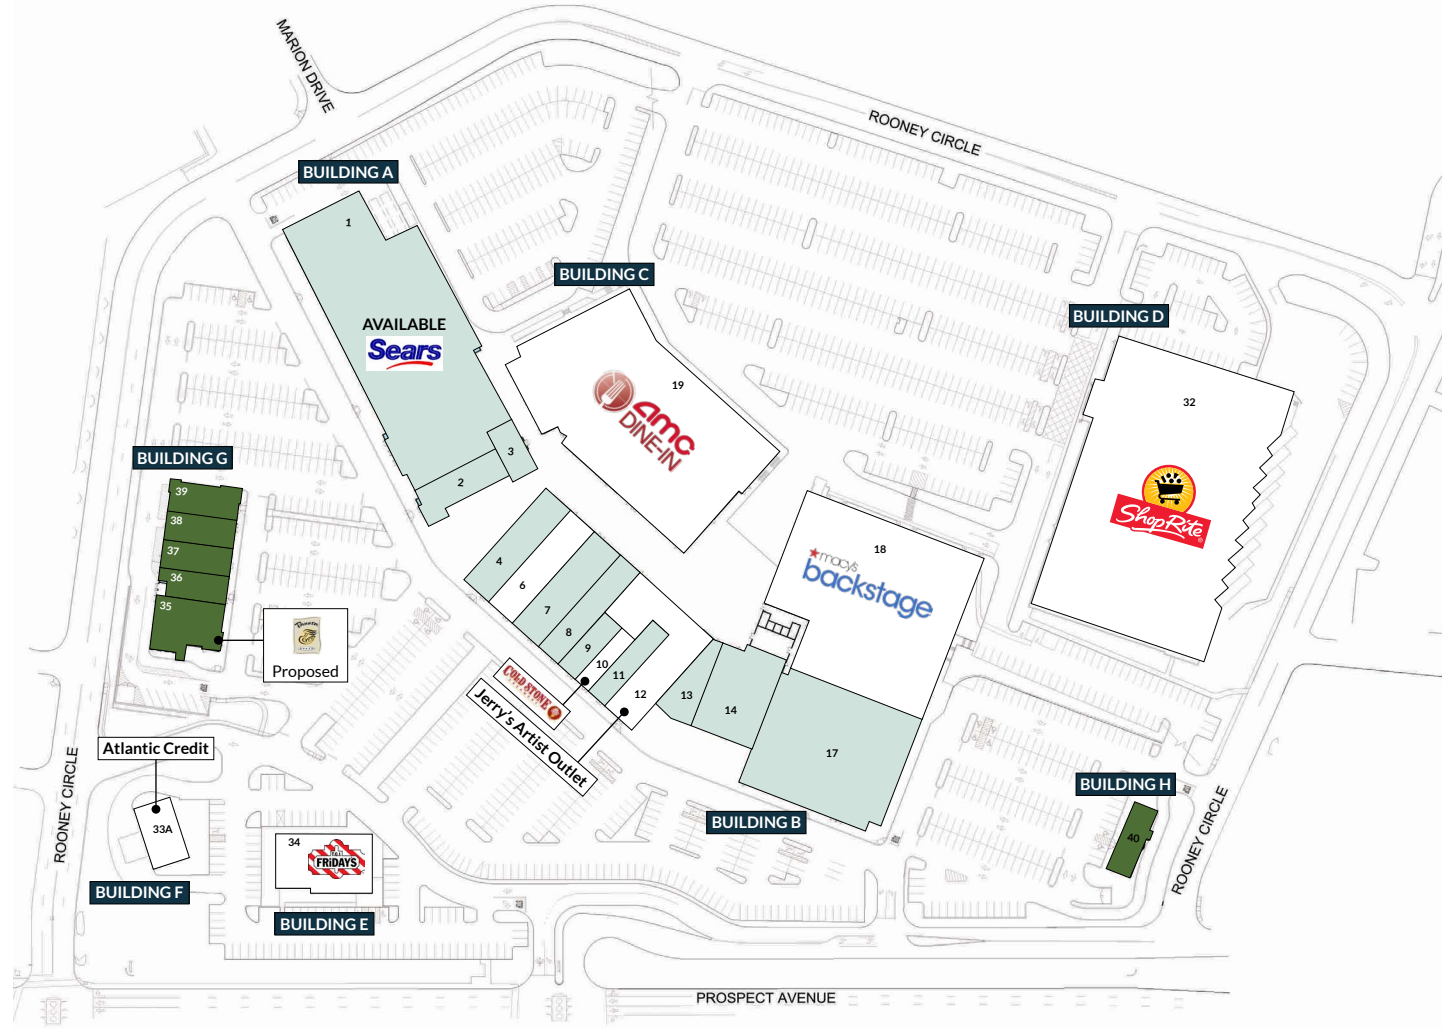 MARION DRIVE
ROONEY CIRCLE
BUILDING A
1
AVAILABLE
Sears
2
3
BUILDING C
19
amc
DINE-IN
BUILDING D
32
ShopRite
BUILDING G
39
38
37
36
35
Panera
Proposed
4
6
7
8
9
10
11
12
13
14
17
18
macy's
backstage
COLD STONE
Jerry's Artist Outlet
BUILDING B
BUILDING H
40
ROONEY CIRCLE
Atlantic Credit
33A
BUILDING F
34
FRiDAYS
BUILDING E
ROONEY CIRCLE
PROSPECT AVENUE